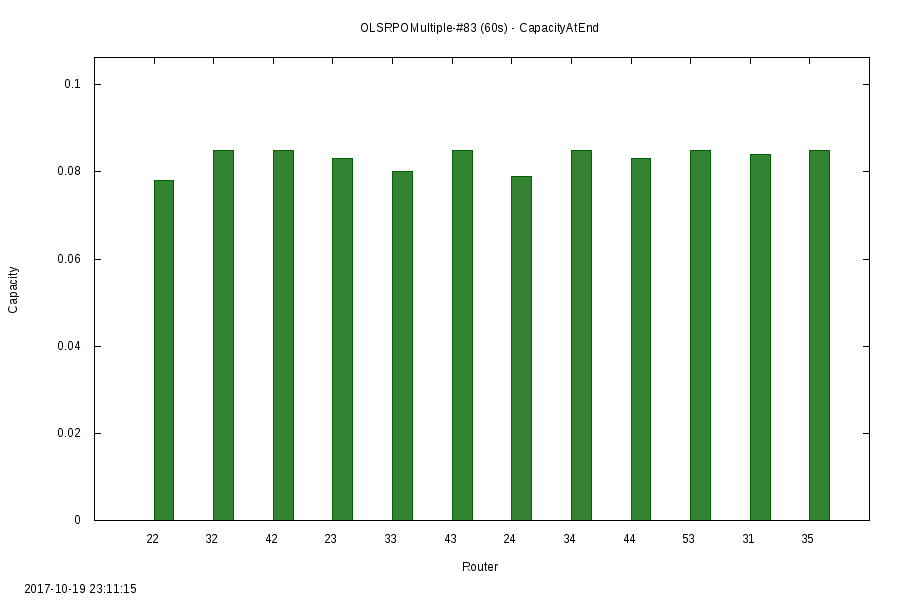 OLSRPOMultiple-#83 (60s) - CapacityAtEnd
0.1
0.08
0.06
0.04
0.02
0
Capacity
22 32 42 23 33 43 24 34 44 53 31 35
Router
2017-10-19 23:11:15